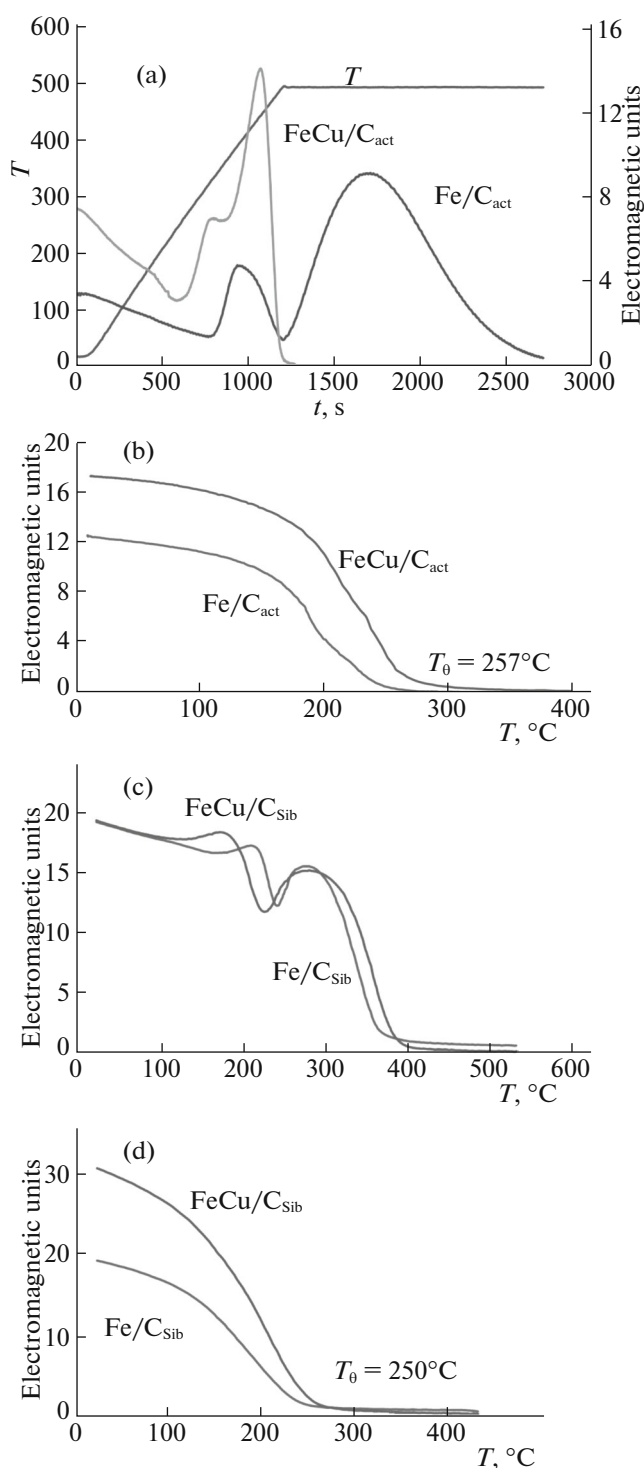 (a)
T
Electromagnetic units
600
500
400
300
200
100
0
16
12
8
4
0
T
FeCu/Cact
Fe/Cact
0 500 1000 1500 2000 2500 3000
t, s
(b)
Electromagnetic units
20
16
12
8
4
0
FeCu/Cact
Fe/Cact
Tθ = 257°C
0 100 200 300 400
T, °C
(c)
Electromagnetic units
20
15
10
5
0
FeCu/CSib
Fe/CSib
0 100 200 300 400 500 600
T, °C
(d)
Electromagnetic units
30
20
10
0
FeCu/CSib
Fe/CSib
Tθ = 250°C
0 100 200 300 400
T, °C